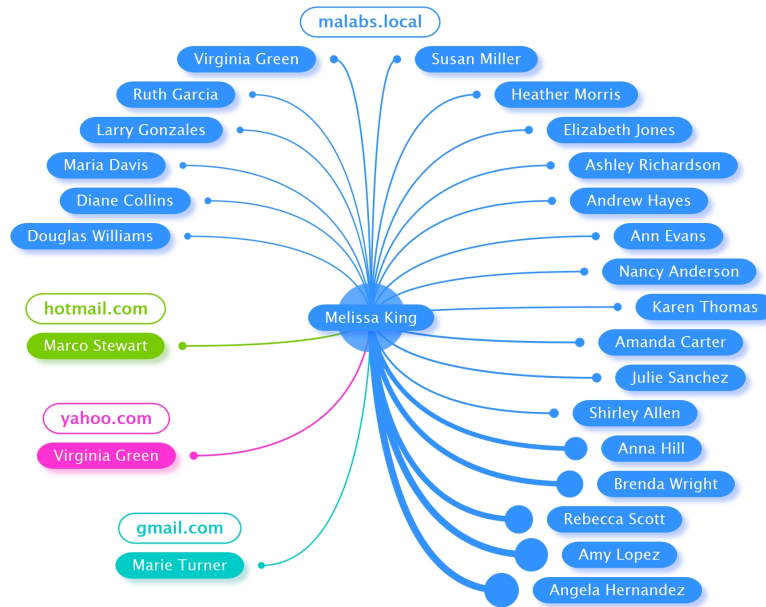 malabs.local
Virginia Green
Susan Miller
Ruth Garcia
Heather Morris
Larry Gonzales
Elizabeth Jones
Maria Davis
Ashley Richardson
Diane Collins
Andrew Hayes
Douglas Williams
Ann Evans
Nancy Anderson
hotmail.com
Karen Thomas
Melissa King
Marco Stewart
Amanda Carter
Julie Sanchez
yahoo.com
Shirley Allen
Virginia Green
Anna Hill
Brenda Wright
gmail.com
Rebecca Scott
Marie Turner
Amy Lopez
Angela Hernandez